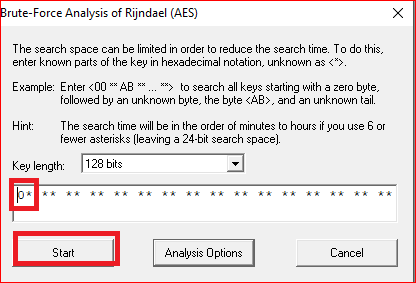 Brute-Force Analysis of Rijndael (AES)
The search space can be limited in order to reduce the search time. To do this,
enter known parts of the key in hexadecimal notation, unknown as <*>.
Example: Enter <00 ** AB ** ... **> to search all keys starting with a zero byte,
followed by an unknown byte, the byte <AB>, and an unknown tail.
Hint: The search time will be in the order of minutes to hours if you use 6 or
fewer asterisks (leaving a 24-bit search space).
Key length: 128 bits
0* ** ** ** ** ** ** ** ** ** ** ** ** ** ** **
Start Analysis Options Cancel